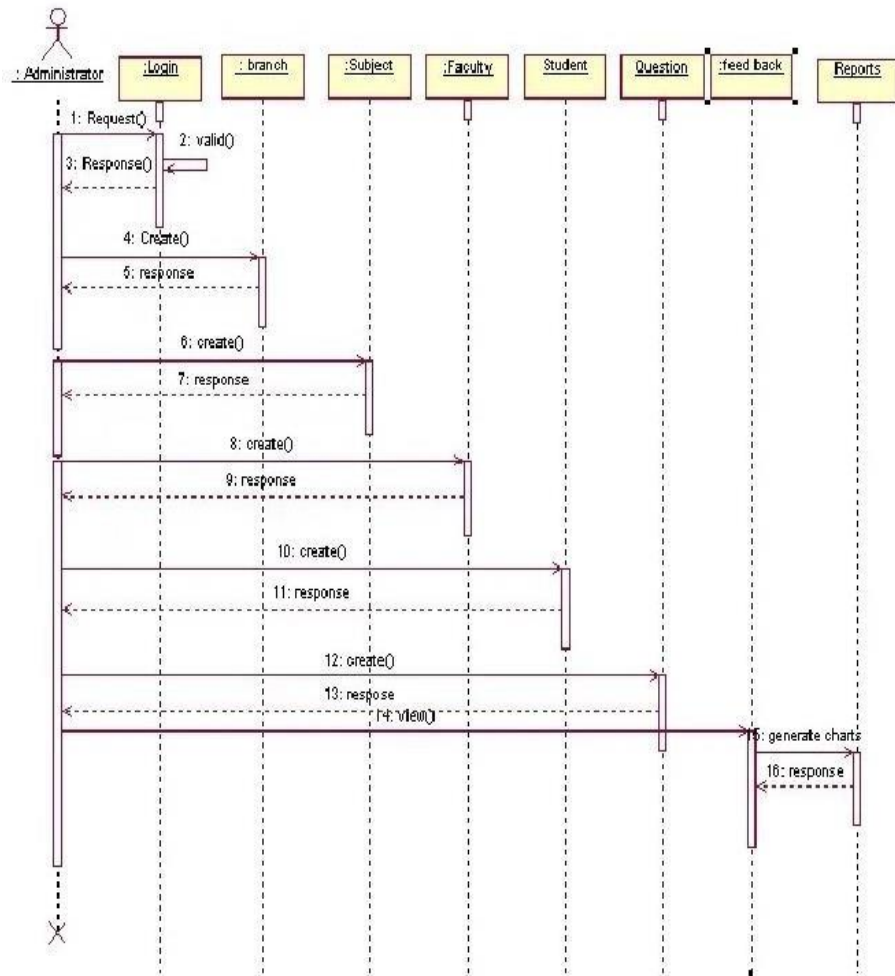 : Administrator
:Login
: branch
:Subject
:Faculty
Student
Question
:feed back
Reports
1: Request()
2: valid()
3: Response()
4: Create()
5: response
6: create()
7: response
8: create()
9: response
10: create()
11: response
12: create()
13: respose
14: view()
15: generate charts
16: response